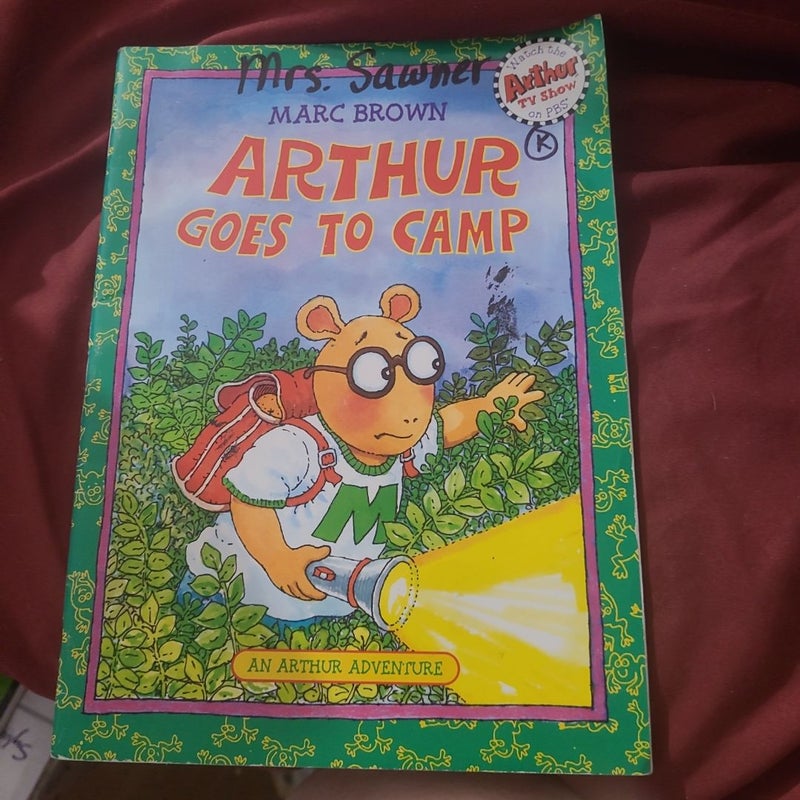 Mrs. Sawner
Watch the
Arthur
TV Show
on PBS
MARC BROWN
K
ARTHUR
GOES TO CAMP
M
AN ARTHUR ADVENTURE